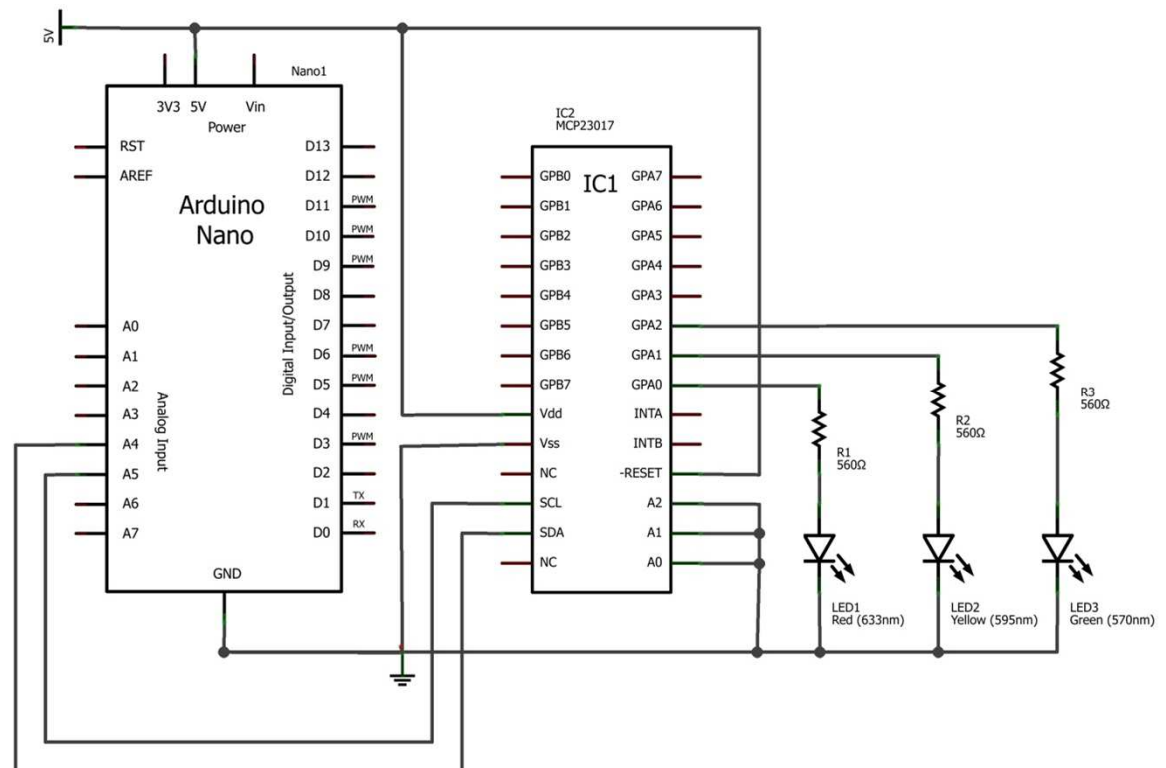 5V
Nano1
3V3 5V Vin
Power
RST
AREF
Arduino
Nano
A0
A1
A2
A3
A4
A5
A6
A7
Analog Input
Digital Input/Output
D13
D12
D11 PWM
D10 PWM
D9 PWM
D8
D7
D6 PWM
D5 PWM
D4
D3 PWM
D2
D1 TX
D0 RX
GND
IC2
MCP23017
IC1
GPB0
GPB1
GPB2
GPB3
GPB4
GPB5
GPB6
GPB7
Vdd
Vss
NC
SCL
SDA
NC
GPA7
GPA6
GPA5
GPA4
GPA3
GPA2
GPA1
GPA0
INTA
INTB
-RESET
A2
A1
A0
R1
560Ω
R2
560Ω
R3
560Ω
LED1
Red (633nm)
LED2
Yellow (595nm)
LED3
Green (570nm)